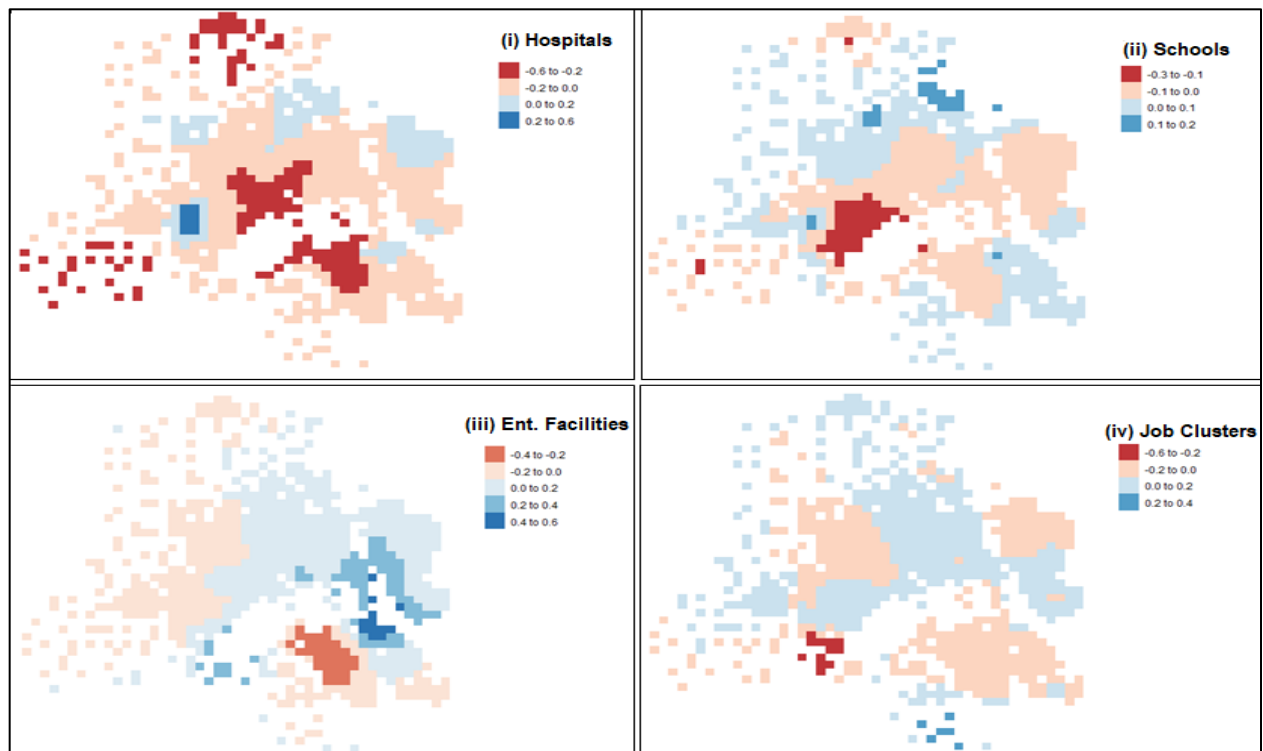 (i) Hospitals
-0.6 to -0.2
-0.2 to 0.0
0.0 to 0.2
0.2 to 0.6
(ii) Schools
-0.3 to -0.1
-0.1 to 0.0
0.0 to 0.1
0.1 to 0.2
(iii) Ent. Facilities
-0.4 to -0.2
-0.2 to 0.0
0.0 to 0.2
0.2 to 0.4
0.4 to 0.6
(iv) Job Clusters
-0.6 to -0.2
-0.2 to 0.0
0.0 to 0.2
0.2 to 0.4